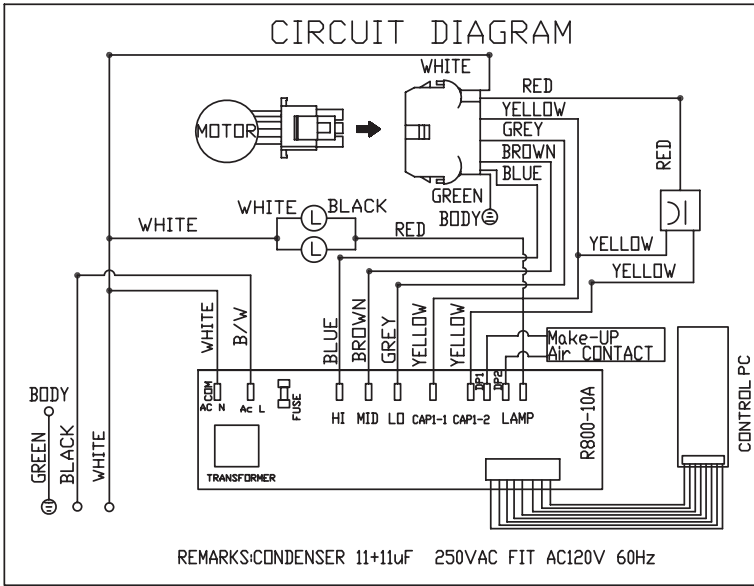 CIRCUIT DIAGRAM
WHITE
RED
YELLOW
GREY
BROWN
BLUE
MOTOR
RED
GREEN
BODY
WHITE
WHITE
BLACK
L
L
RED
YELLOW
YELLOW
WHITE
B/W
BLUE
BROWN
GREY
YELLOW
YELLOW
Make-UP
Air CONTACT
DP1
DP2
BODY
GREEN
BLACK
WHITE
COM
AC N
Ac L
FUSE
HI
MID
LO
CAP1-1
CAP1-2
LAMP
R800-10A
CONTROL PC
TRANSFORMER
REMARKS:CONDENSER 11+11uF 250VAC FIT AC120V 60Hz